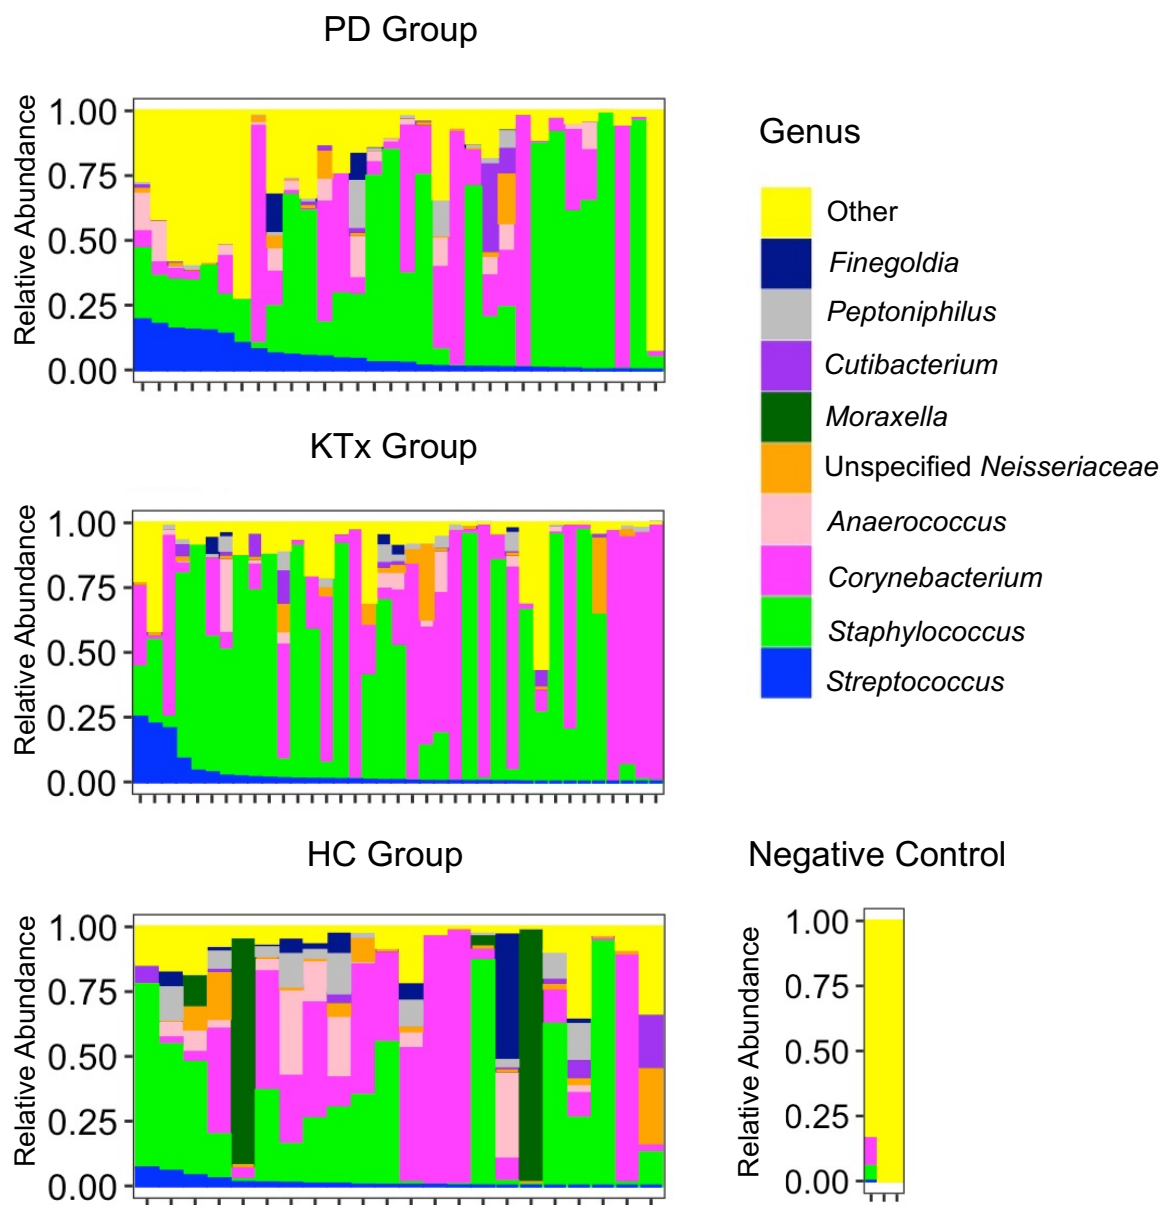 PD Group
Relative Abundance
1.00
0.75
0.50
0.25
0.00
Genus
Other
Finegoldia
Peptoniphilus
Cutibacterium
Moraxella
Unspecified Neisseriaceae
Anaerococcus
Corynebacterium
Staphylococcus
Streptococcus
KTx Group
Relative Abundance
1.00
0.75
0.50
0.25
0.00
HC Group
Relative Abundance
1.00
0.75
0.50
0.25
0.00
Negative Control
Relative Abundance
1.00
0.75
0.50
0.25
0.00